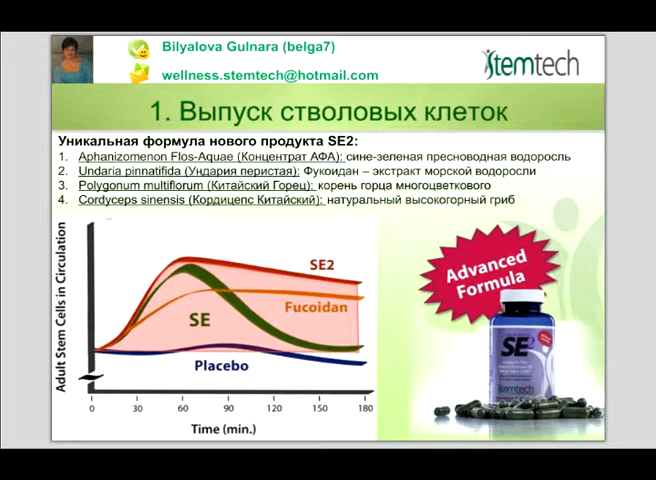 Bilyalova Gulnara (belga7)
wellness.stemtech@hotmail.com
Stemtech
1. Выпуск стволовых клеток
Уникальная формула нового продукта SE2:
1. Aphanizomenon Flos-Aquae (Концентрат АФА): сине-зеленая пресноводная водоросль
2. Undaria pinnatifida (Ундария перистая): Фукоидан – экстракт морской водоросли
3. Polygonum multiflorum (Китайский Горец): корень горца многоцветкового
4. Cordyceps sinensis (Кордицепс Китайский): натуральный высокогорный гриб
Adult Stem Cells in Circulation
SE2
Fucoidan
SE
Placebo
0 30 60 90 120 150 180
Time (min.)
Advanced
Formula
SE2
stemtech